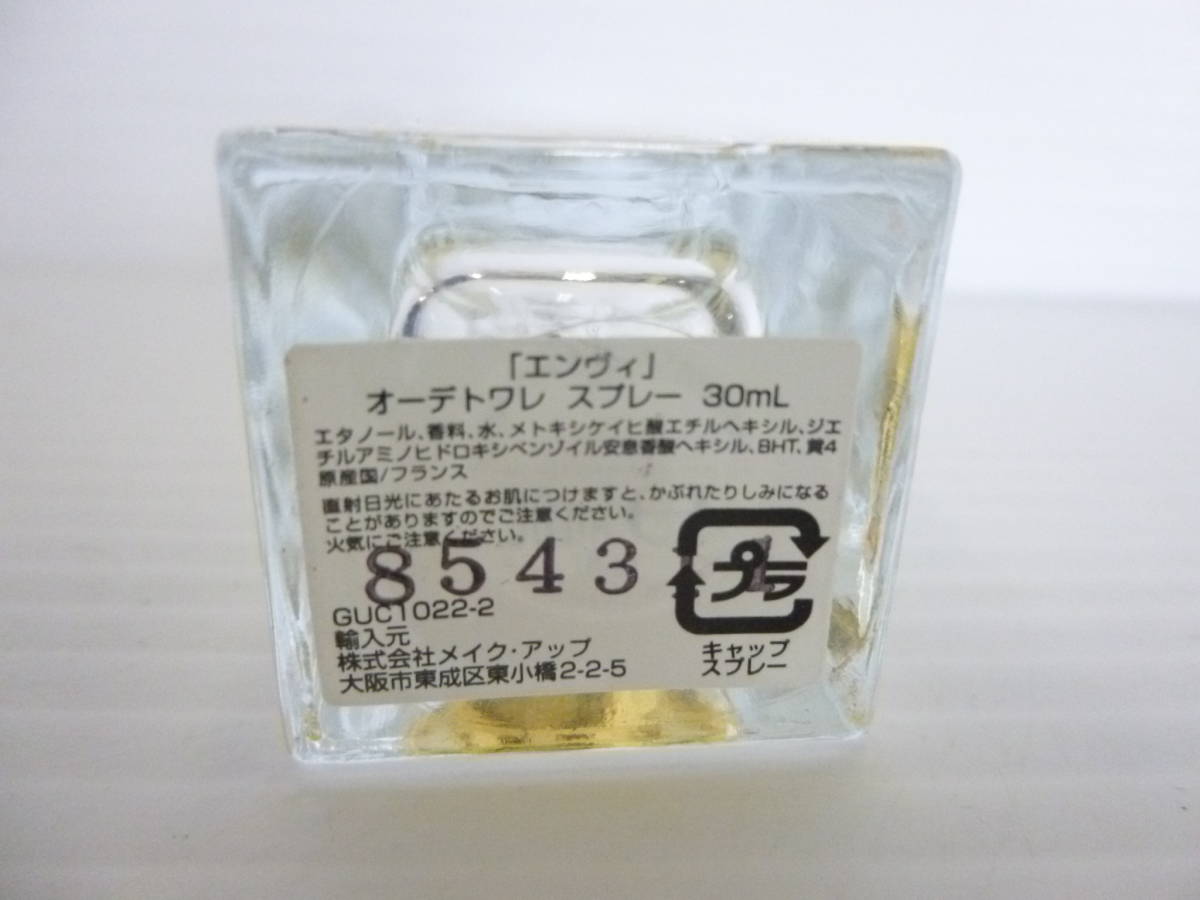 「エンヴィ」
オーデトワレ スプレー 30mL
エタノール、香料、水、メトキシケイヒ酸エチルヘキシル、ジエ
チルアミノヒドロキシベンゾイル安息香酸ヘキシル、BHT、黄4
原産国/フランス
直射日光にあたるお肌につけますと、かぶれたりしみになる
ことがありますのでご注意ください。
火気にご注意ください。
8543
GUC1022-2
輸入元
株式会社メイク・アップ
大阪市東成区東小橋2-2-5
プラ
キャップ
スプレー